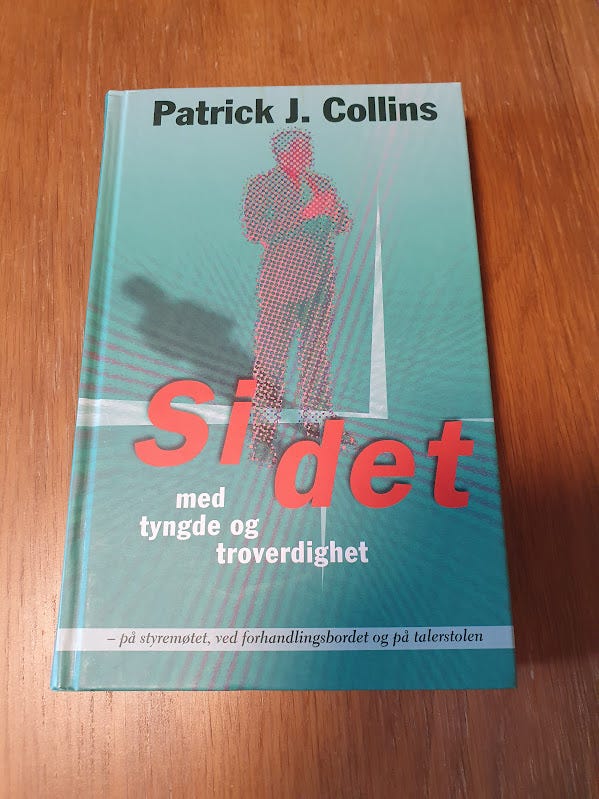 Patrick J. Collins
Si det
med
tyngde og
troverdighet
– på styremøtet, ved forhandlingsbordet og på talerstolen